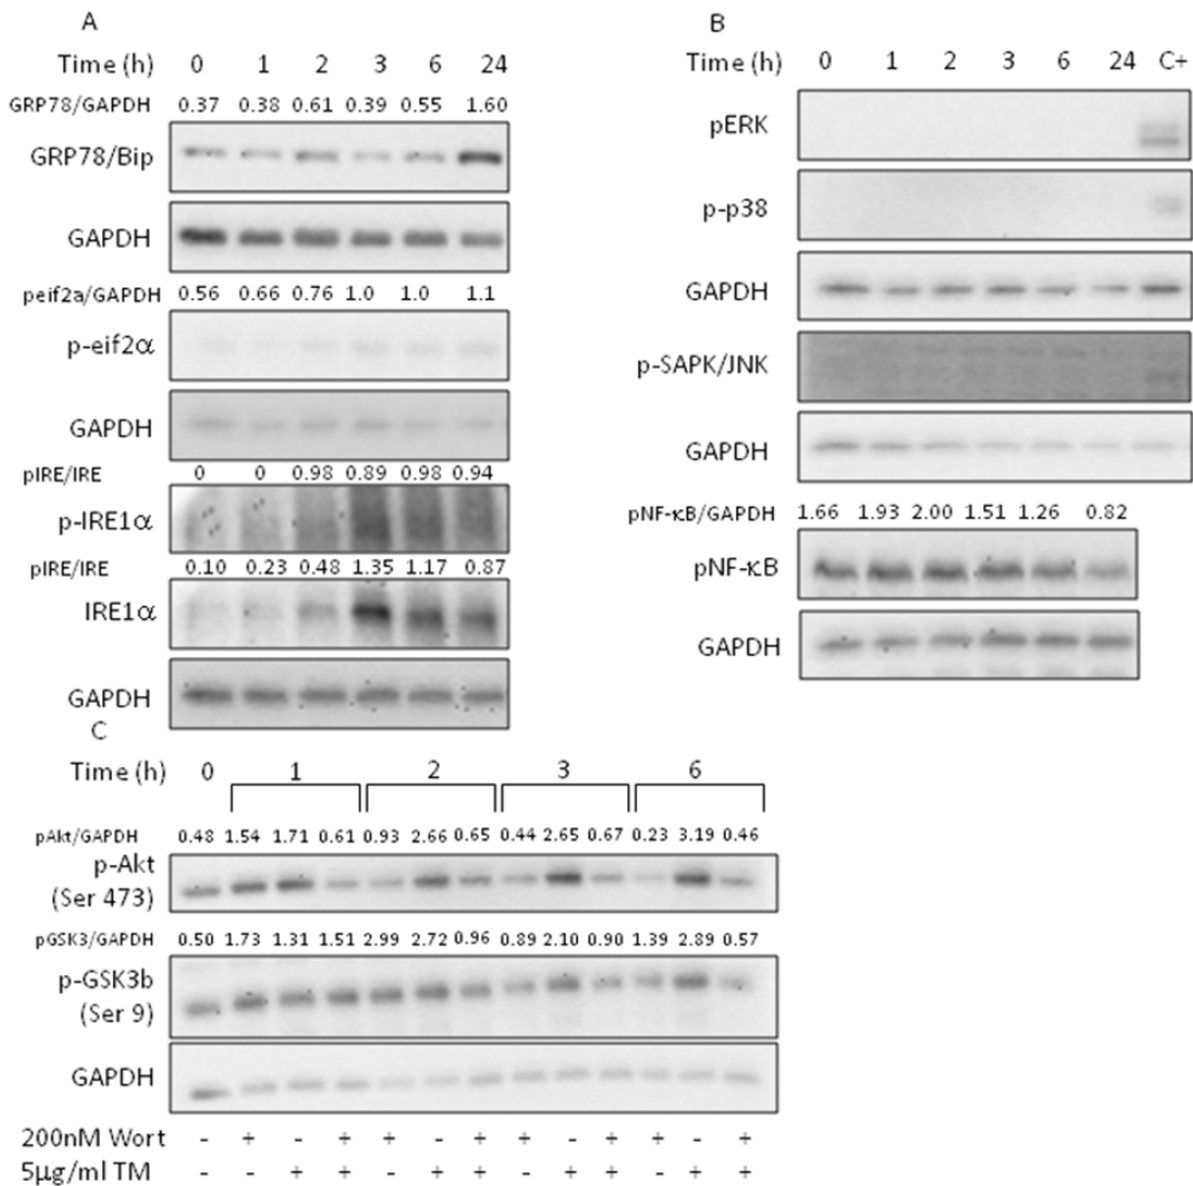 A
Time (h) 0 1 2 3 6 24
GRP78/GAPDH 0.37 0.38 0.61 0.39 0.55 1.60
GRP78/Bip
GAPDH
peif2a/GAPDH 0.56 0.66 0.76 1.0 1.0 1.1
p-eif2α
GAPDH
pIRE/IRE 0 0 0.98 0.89 0.98 0.94
p-IRE1α
pIRE/IRE 0.10 0.23 0.48 1.35 1.17 0.87
IRE1α
GAPDH
B
Time (h) 0 1 2 3 6 24 C+
pERK
p-p38
GAPDH
p-SAPK/JNK
GAPDH
pNF-κB/GAPDH 1.66 1.93 2.00 1.51 1.26 0.82
pNF-κB
GAPDH
C
Time (h) 0 1 2 3 6
pAkt/GAPDH 0.48 1.54 1.71 0.61 0.93 2.66 0.65 0.44 2.65 0.67 0.23 3.19 0.46
p-Akt
(Ser 473)
pGSK3/GAPDH 0.50 1.73 1.31 1.51 2.99 2.72 0.96 0.89 2.10 0.90 1.39 2.89 0.57
p-GSK3b
(Ser 9)
GAPDH
200nM Wort - + - + + - + + - + + - +
5μg/ml TM - - + + - + + - + + - + +